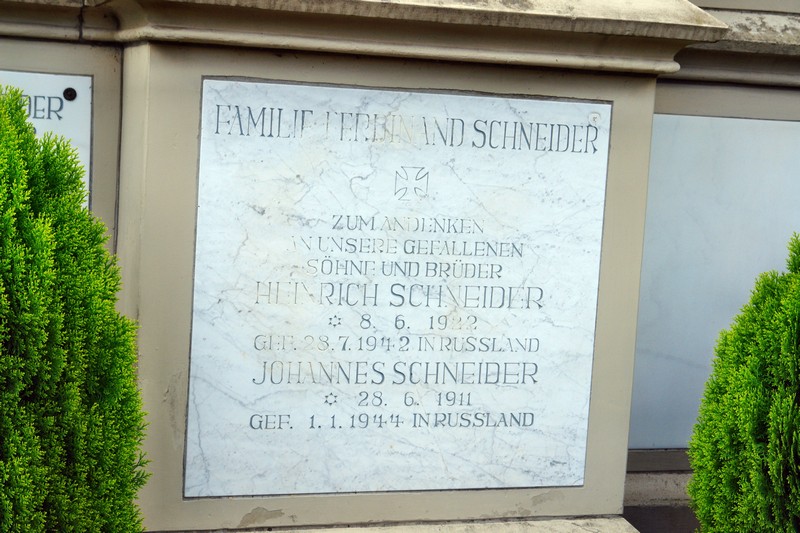 DER
FAMILIE FERDINAND SCHNEIDER
ZUM ANDENKEN
AN UNSERE GEFALLENEN
SÖHNE UND BRÜDER
HEINRICH SCHNEIDER
✡ 8. 6. 1922
GEF. 28. 7. 1942 IN RUSSLAND
JOHANNES SCHNEIDER
✡ 28. 6. 1911
GEF. 1. 1. 1944 IN RUSSLAND